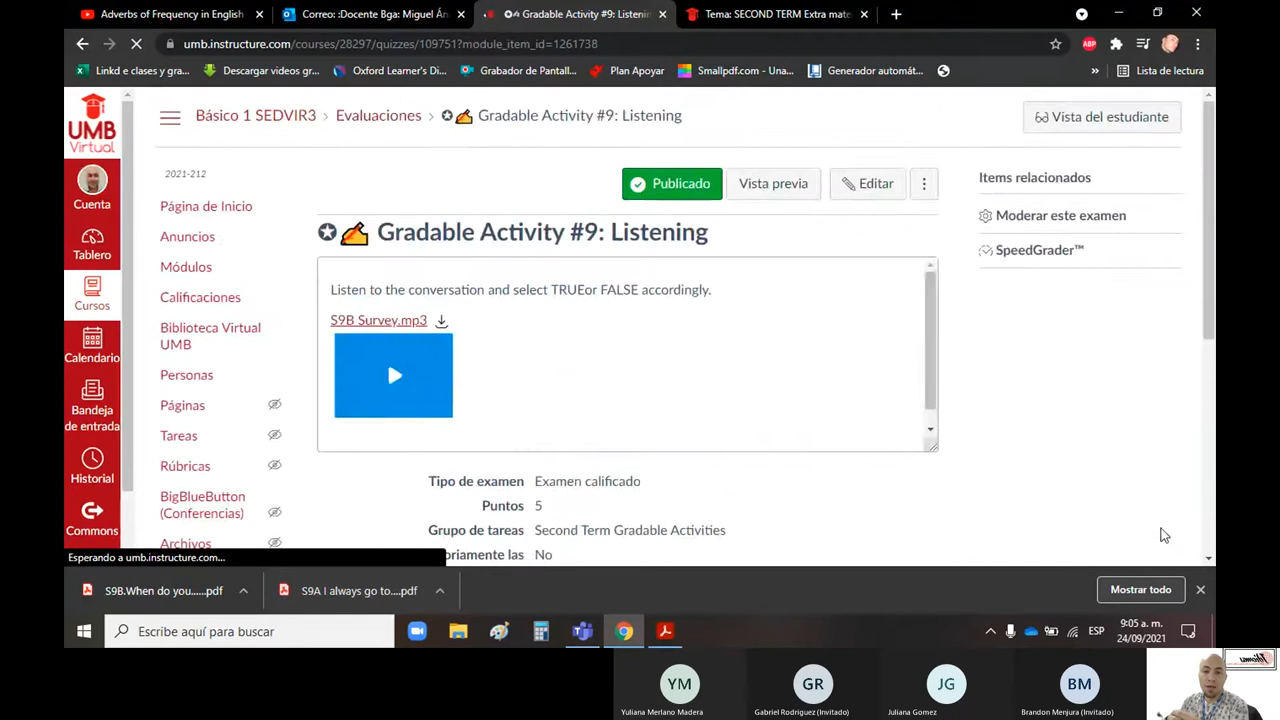 Adverbs of Frequency in English
Correo: :Docente Bga: Miguel Án
Gradable Activity #9: Listenin
Tema: SECOND TERM Extra mate
umb.instructure.com/courses/28297/quizzes/109751?module_item_id=1261738
ABP
Linkd e clases y gra...
Descargar videos gr...
Oxford Learner's Di...
Grabador de Pantall...
Plan Apoyar
Smallpdf.com - Una...
Generador automát...
»
Lista de lectura
UMB
Virtual
Cuenta
Tablero
Cursos
Calendario
Bandeja
de entrada
Historial
Commons
Básico 1 SEDVIR3 › Evaluaciones › Gradable Activity #9: Listening
Vista del estudiante
2021-212
Página de Inicio
Anuncios
Módulos
Calificaciones
Biblioteca Virtual
UMB
Personas
Páginas
Tareas
Rúbricas
BigBlueButton
(Conferencias)
Archivos
Publicado
Vista previa
Editar
Gradable Activity #9: Listening
Listen to the conversation and select TRUEor FALSE accordingly.
S9B Survey.mp3
Tipo de examen Examen calificado
Puntos 5
Grupo de tareas Second Term Gradable Activities
oriamente las No
Items relacionados
Moderar este examen
SpeedGrader™
Esperando a umb.instructure.com...
S9B.When do you......pdf
S9A I always go to....pdf
Mostrar todo
Escribe aquí para buscar
ESP
9:05 a. m.
24/09/2021
YM
Yuliana Merlano Madera
GR
Gabriel Rodriguez (Invitado)
JG
Juliana Gomez
BM
Brandon Menjura (Invitado)